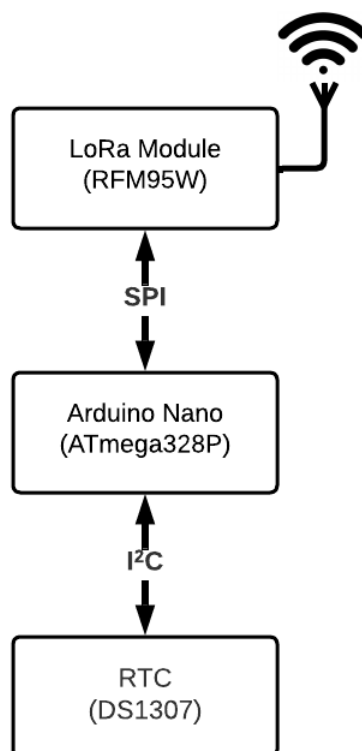 LoRa Module
(RFM95W)
SPI
Arduino Nano
(ATmega328P)
I²C
RTC
(DS1307)